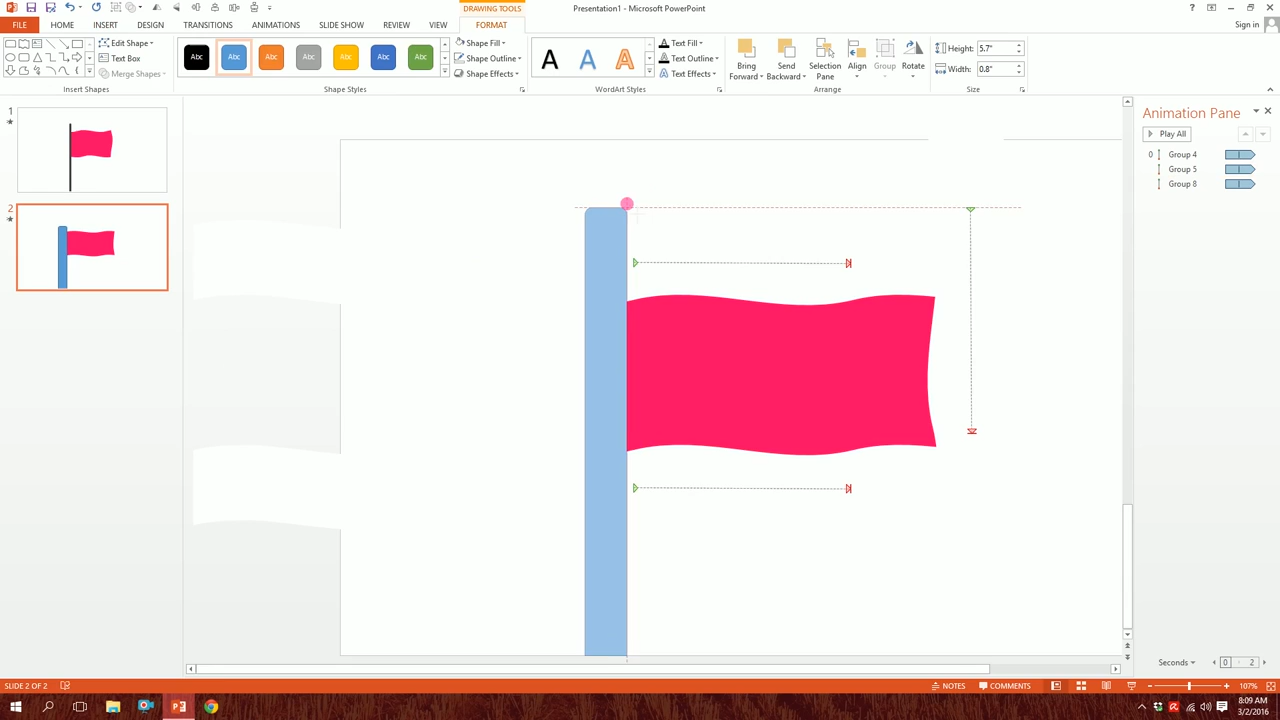 DRAWING TOOLS
Presentation1 - Microsoft PowerPoint
?
FILE HOME INSERT DESIGN TRANSITIONS ANIMATIONS SLIDE SHOW REVIEW VIEW FORMAT
Sign in
Edit Shape
Text Box
Merge Shapes
Insert Shapes
Abc Abc Abc Abc Abc Abc Abc
Shape Fill
Shape Outline
Shape Effects
Shape Styles
A A A
Text Fill
Text Outline
Text Effects
WordArt Styles
Bring Forward
Send Backward
Selection Pane
Align
Group
Rotate
Arrange
Height: 5.7"
Width: 0.8"
Size
1
2
Animation Pane
Play All
0 Group 4
Group 5
Group 8
Seconds 0 2
SLIDE 2 OF 2
NOTES
COMMENTS
107%
8:09 AM
3/2/2016